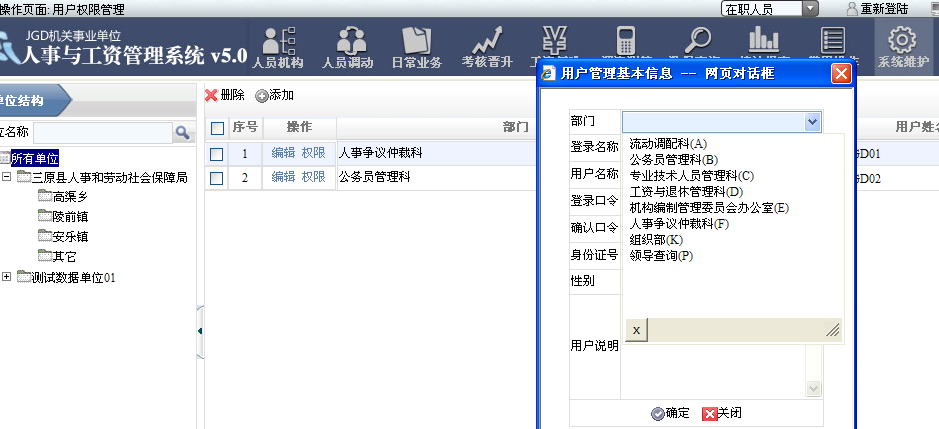 操作页面: 用户权限管理
在职人员
重新登陆
JGD机关事业单位
人事与工资管理系统 v5.0
人员机构 人员调动 日常业务 考核晋升 系统维护
用户管理基本信息 -- 网页对话框
单位结构
删除 添加
单位名称
序号 操作 部门 用户姓名
所有单位
三原县人事和劳动社会保障局
高渠乡
陵前镇
安乐镇
其它
测试数据单位01
1 编辑 权限 人事争议仲裁科 GD01
2 编辑 权限 公务员管理科 GD02
部门
登录名称
用户名称
登录口令
确认口令
身份证号
性别
用户说明
流动调配科(A)
公务员管理科(B)
专业技术人员管理科(C)
工资与退休管理科(D)
机构编制管理委员会办公室(E)
人事争议仲裁科(F)
组织部(K)
领导查询(P)
x
确定 关闭